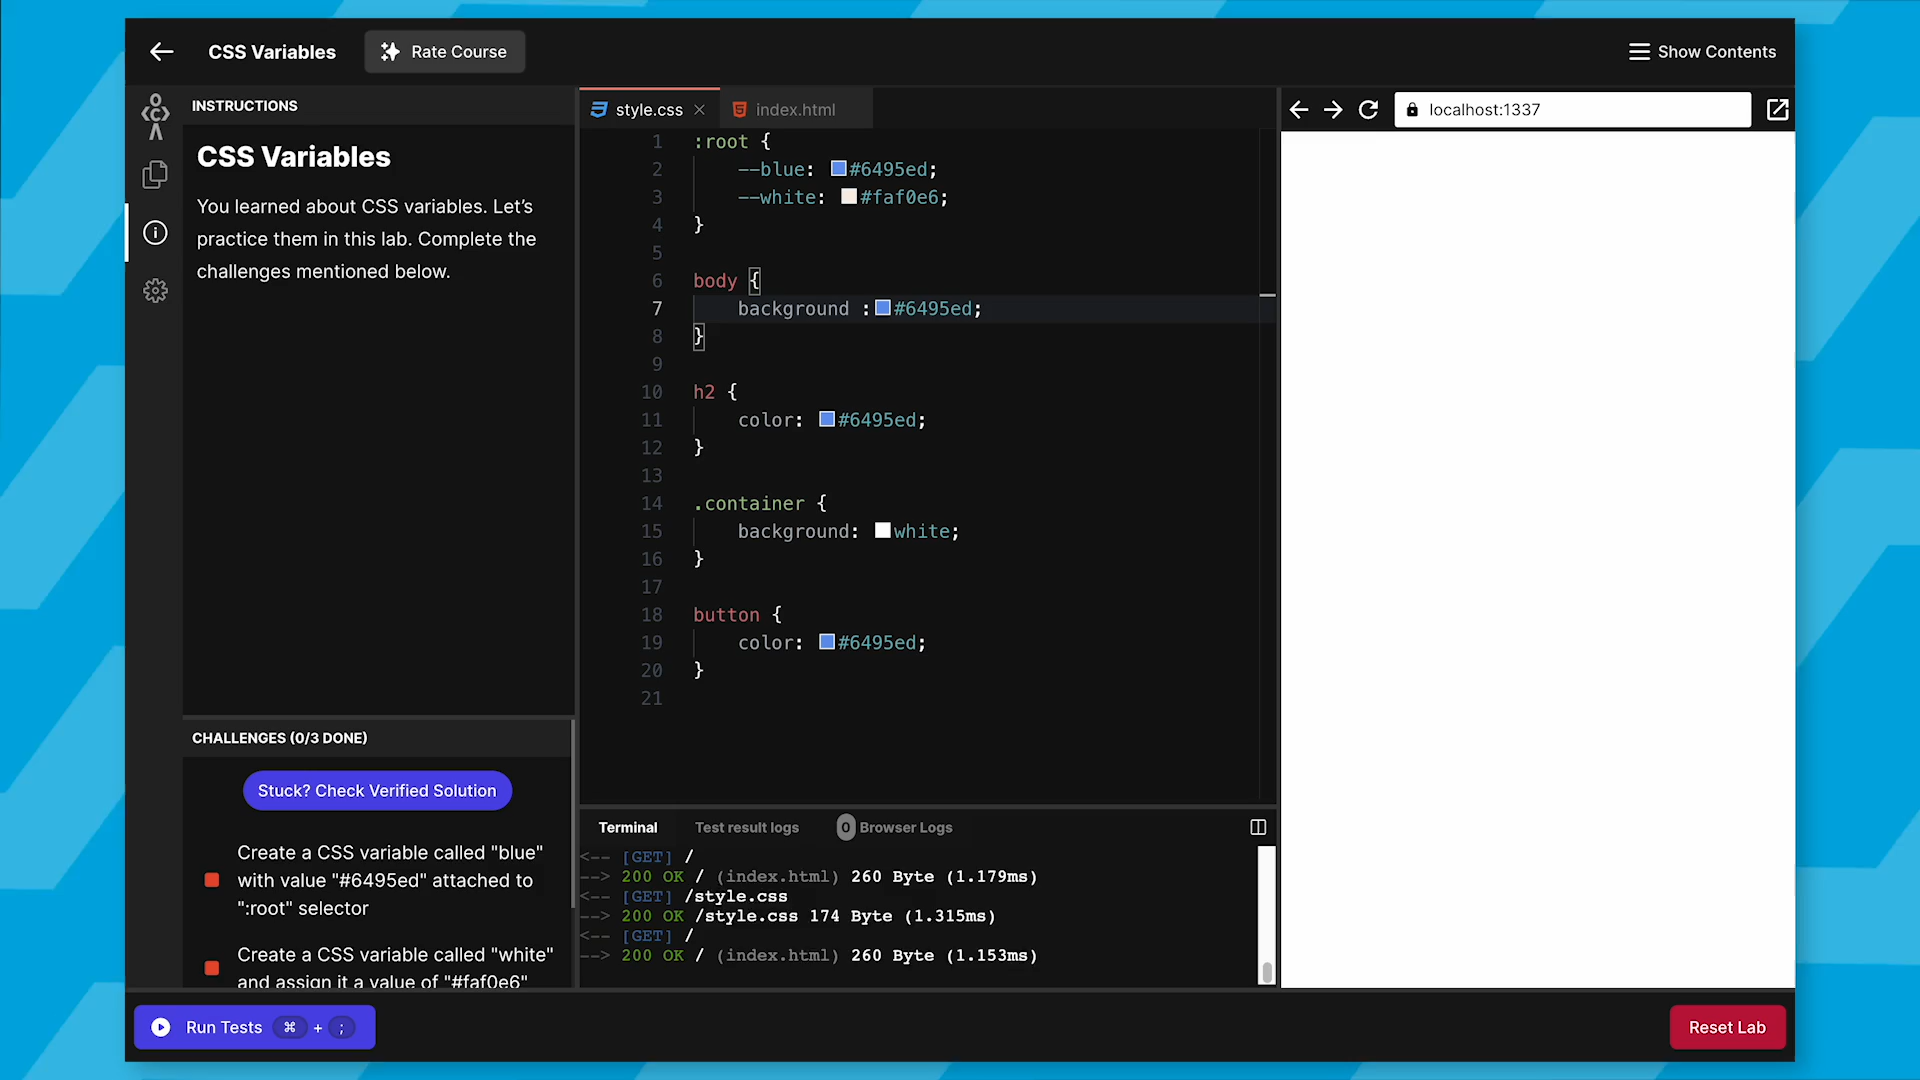 CSS Variables
Rate Course
Show Contents
INSTRUCTIONS
CSS Variables
You learned about CSS variables. Let’s
practice them in this lab. Complete the
challenges mentioned below.
CHALLENGES (0/3 DONE)
Stuck? Check Verified Solution
Create a CSS variable called "blue"
with value "#6495ed" attached to
":root" selector
Create a CSS variable called "white"
and assign it a value of "#faf0e6"
style.css
index.html
1 :root {
2 --blue: #6495ed;
3 --white: #faf0e6;
4 }
5
6 body {
7 background :#6495ed;
8 }
9
10 h2 {
11 color: #6495ed;
12 }
13
14 .container {
15 background: white;
16 }
17
18 button {
19 color: #6495ed;
20 }
21
Terminal
Test result logs
0 Browser Logs
<-- [GET] /
--> 200 OK / (index.html) 260 Byte (1.179ms)
<-- [GET] /style.css
--> 200 OK /style.css 174 Byte (1.315ms)
<-- [GET] /
--> 200 OK / (index.html) 260 Byte (1.153ms)
localhost:1337
Run Tests ⌘ + ;
Reset Lab